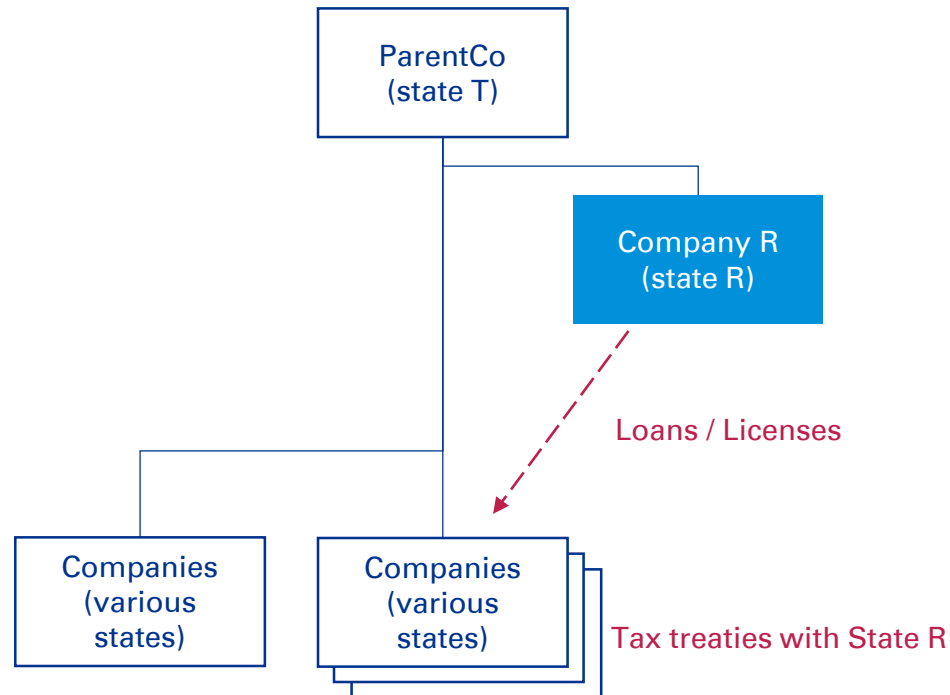 ParentCo
(state T)
Company R
(state R)
Loans / Licenses
Companies
(various
states)
Companies
(various
states)
Tax treaties with State R